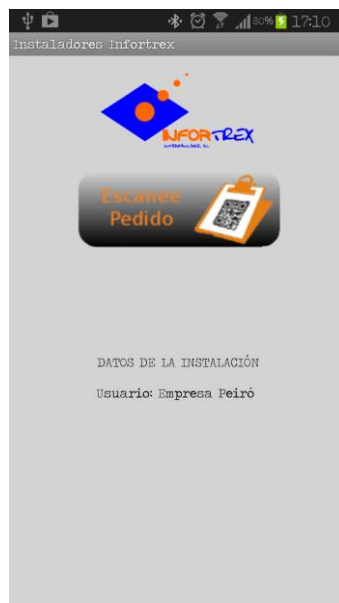 80% 17:10
Instaladores Infortrex
INFORTREX
Escanee
Pedido
DATOS DE LA INSTALACIÓN
Usuario: Empresa Peiró